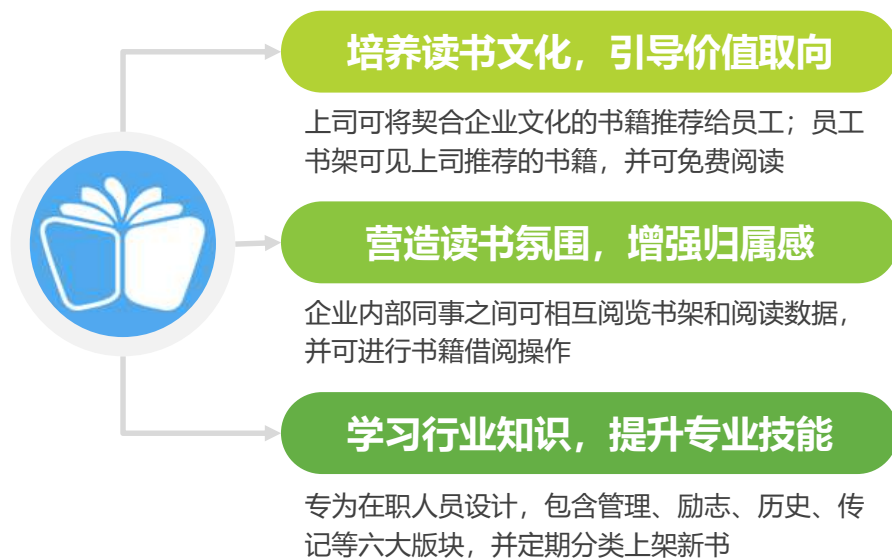 培养读书文化，引导价值取向
上司可将契合企业文化的书籍推荐给员工；员工
书架可见上司推荐的书籍，并可免费阅读
营造读书氛围，增强归属感
企业内部同事之间可相互阅览书架和阅读数据，
并可进行书籍借阅操作
学习行业知识，提升专业技能
专为在职人员设计，包含管理、励志、历史、传
记等六大版块，并定期分类上架新书